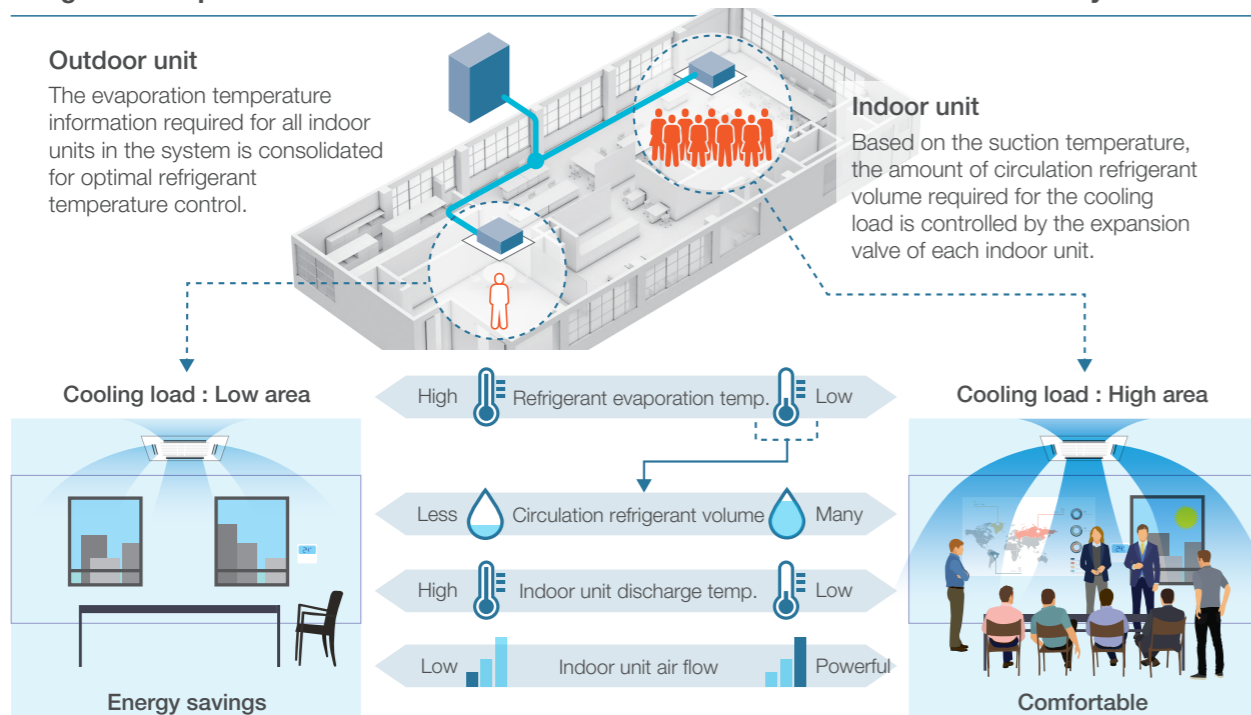 Outdoor unit
The evaporation temperature
information required for all indoor
units in the system is consolidated
for optimal refrigerant
temperature control.
Indoor unit
Based on the suction temperature,
the amount of circulation refrigerant
volume required for the cooling
load is controlled by the expansion
valve of each indoor unit.
Cooling load : Low area
High Refrigerant evaporation temp. Low
Cooling load : High area
Less Circulation refrigerant volume Many
High Indoor unit discharge temp. Low
Low Indoor unit air flow Powerful
Energy savings
Comfortable